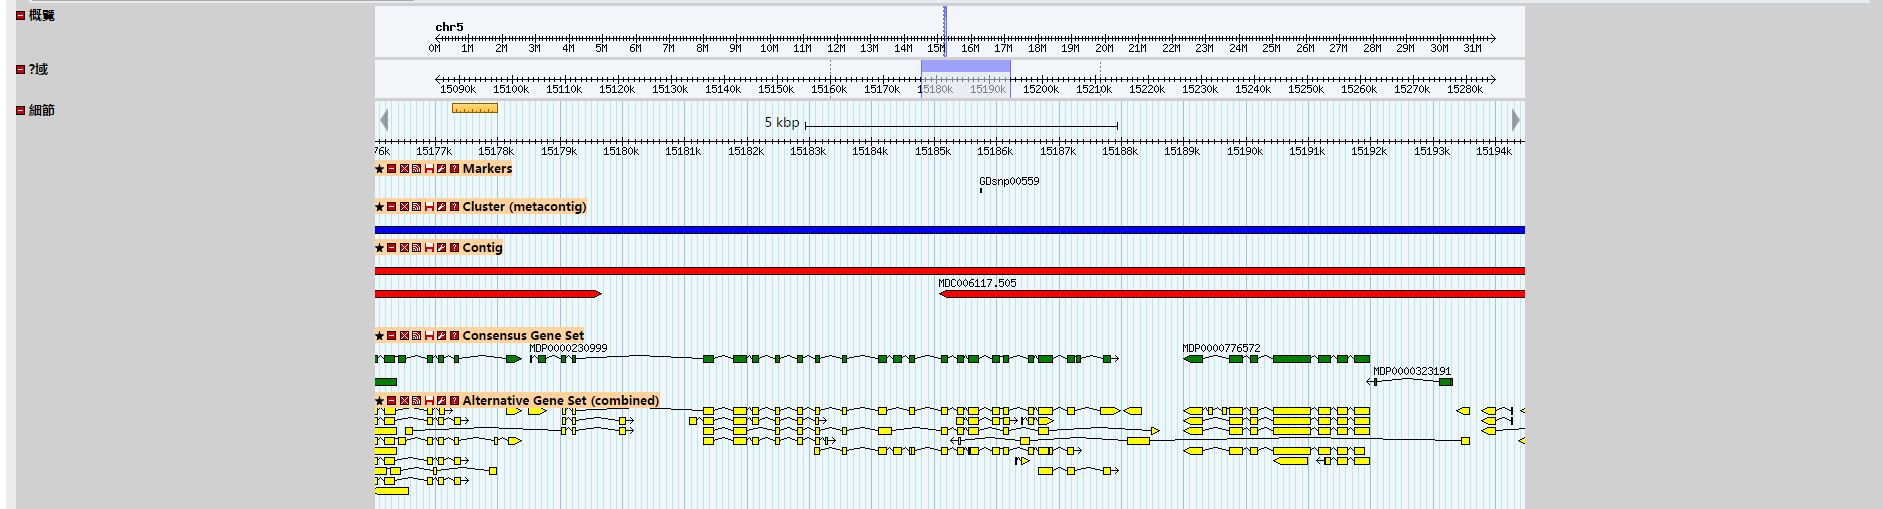 概覽
chr5
0M 1M 2M 3M 4M 5M 6M 7M 8M 9M 10M 11M 12M 13M 14M 15M 16M 17M 18M 19M 20M 21M 22M 23M 24M 25M 26M 27M 28M 29M 30M 31M
?域
15090k 15100k 15110k 15120k 15130k 15140k 15150k 15160k 15170k 15180k 15190k 15200k 15210k 15220k 15230k 15240k 15250k 15260k 15270k 15280k
細節
5 kbp
76k 15177k 15178k 15179k 15180k 15181k 15182k 15183k 15184k 15185k 15186k 15187k 15188k 15189k 15190k 15191k 15192k 15193k 15194k
Markers
GDsnp00559
Cluster (metacontig)
Contig
MDC006117.505
Consensus Gene Set
MDP0000230999 MDP0000776572
MDP0000323191
Alternative Gene Set (combined)